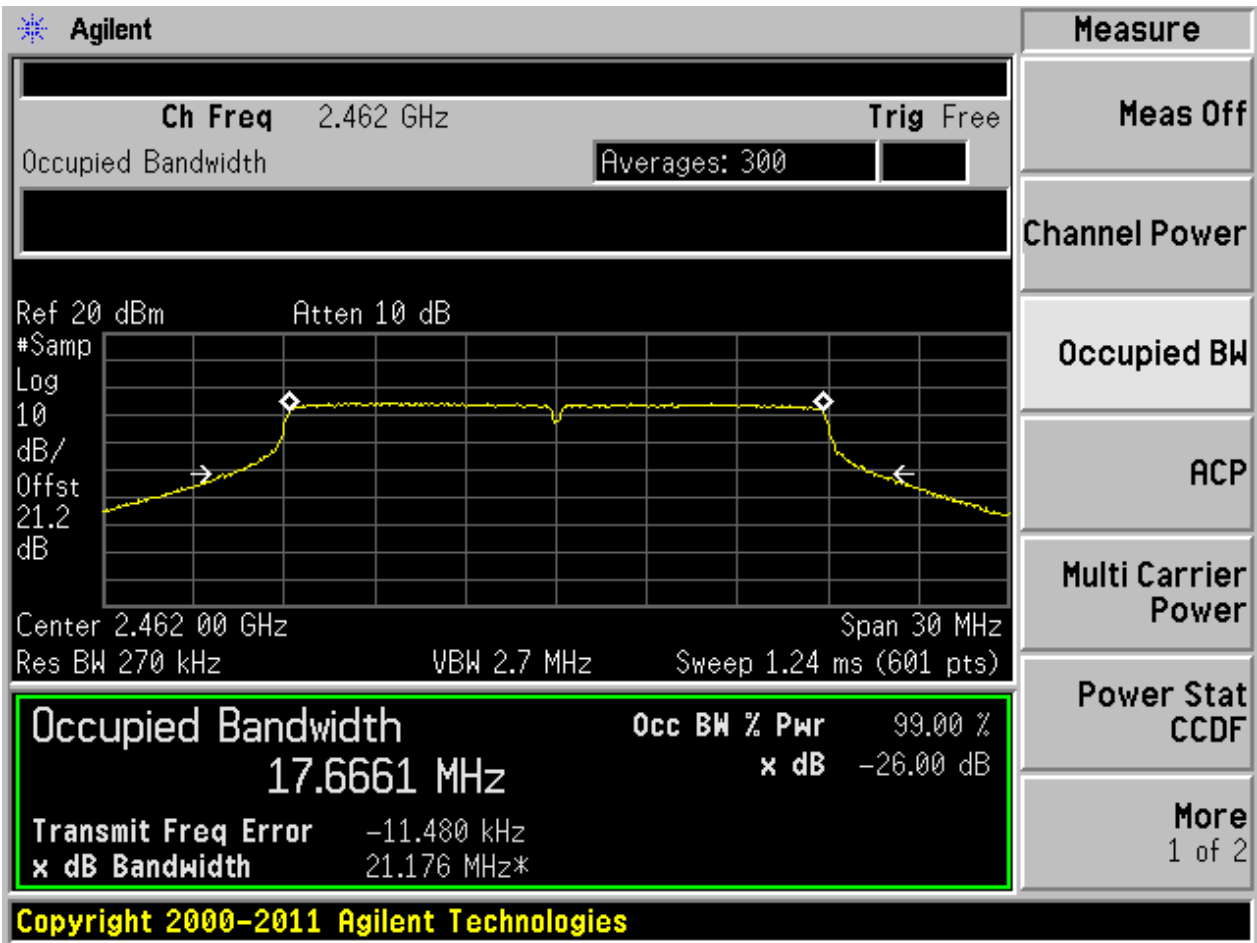 Agilent
Measure
Ch Freq 2.462 GHz Trig Free
Occupied Bandwidth Averages: 300
Meas Off
Channel Power
Occupied BW
ACP
Multi Carrier
Power
Power Stat
CCDF
More
1 of 2
Ref 20 dBm Atten 10 dB
#Samp
Log
10
dB/
Offst
21.2
dB
Center 2.462 00 GHz Span 30 MHz
Res BW 270 kHz VBW 2.7 MHz Sweep 1.24 ms (601 pts)
Occupied Bandwidth Occ BW % Pwr 99.00 %
17.6661 MHz x dB -26.00 dB
Transmit Freq Error -11.480 kHz
x dB Bandwidth 21.176 MHz*
Copyright 2000-2011 Agilent Technologies